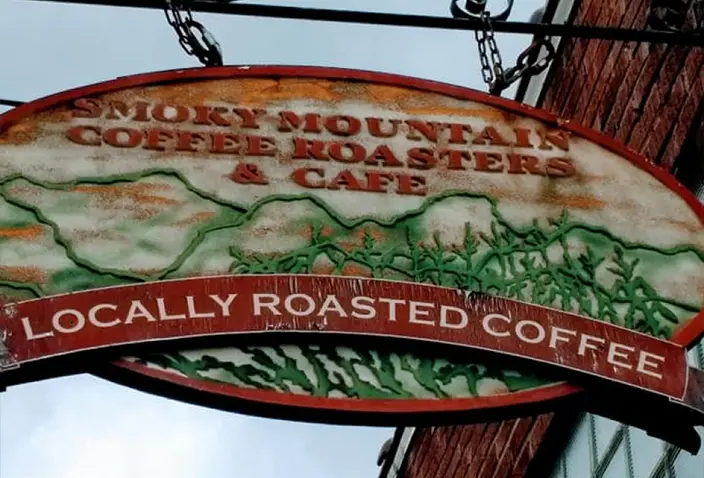 SMOKY MOUNTAIN
COFFEE ROASTERS
& CAFE
LOCALLY ROASTED COFFEE